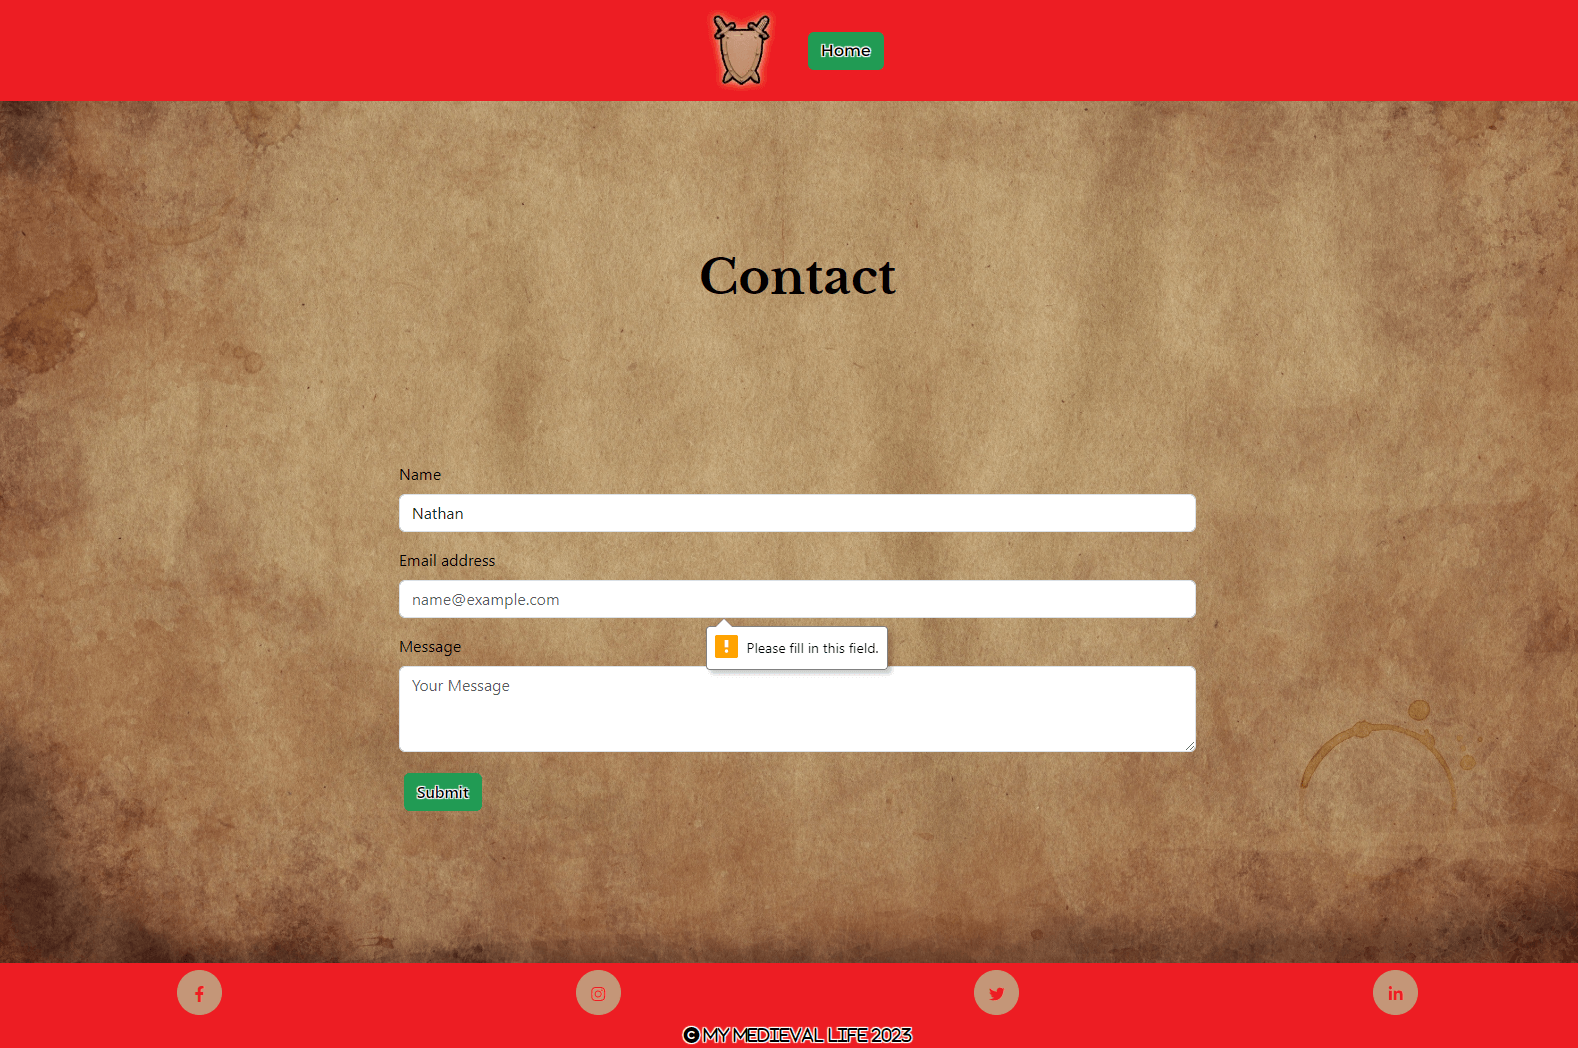 Home
Contact
Name
Nathan
Email address
name@example.com
Please fill in this field.
Message
Your Message
Submit
© MY MEDIEVAL LIFE 2023